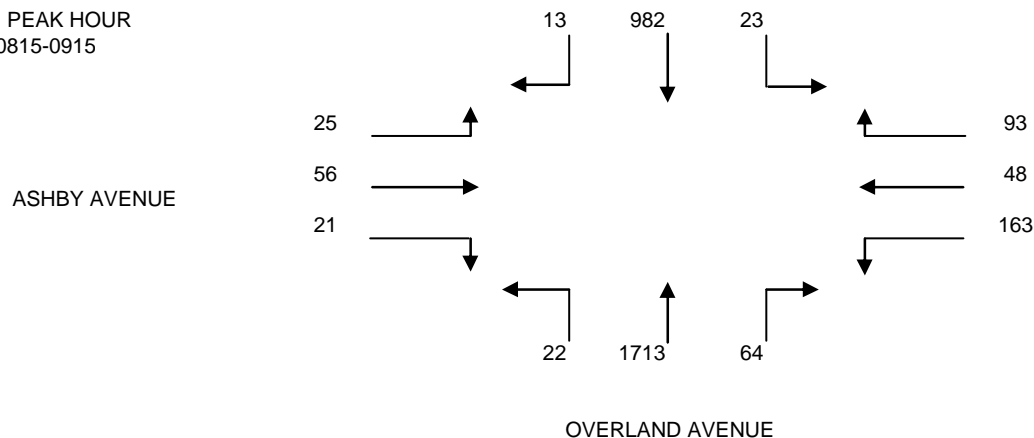 PEAK HOUR
0815-0915
13 982 23
25 93
56 48
ASHBY AVENUE
21 163
22 1713 64
OVERLAND AVENUE